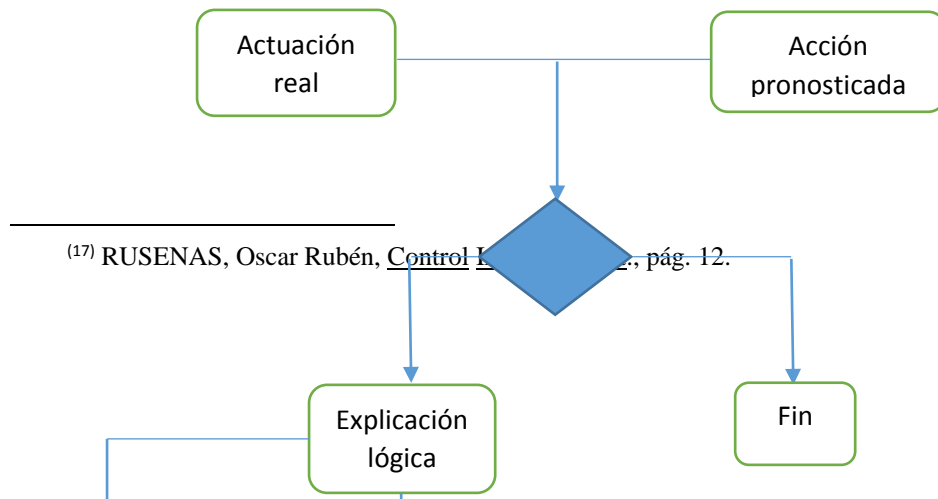 Actuación
real
Acción
pronosticada
(17) RUSENAS, Oscar Rubén, Control ., pág. 12.
Explicación
lógica
Fin